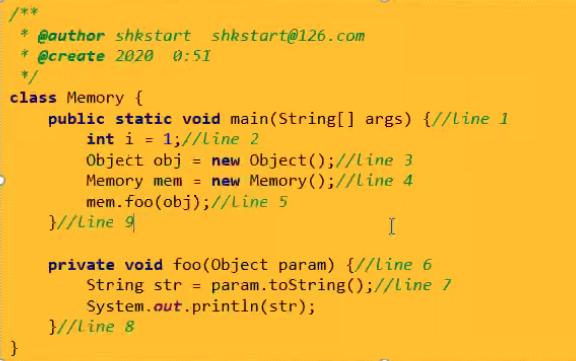 /**
 * @author shkstart  shkstart@126.com
 * @create 2020  0:51
 */
class Memory {
    public static void main(String[] args) {//line 1
        int i = 1;//line 2
        Object obj = new Object();//line 3
        Memory mem = new Memory();//line 4
        mem.foo(obj);//line 5
    }//line 9

    private void foo(Object param) {//line 6
        String str = param.toString();//line 7
        System.out.println(str);
    }//line 8
}